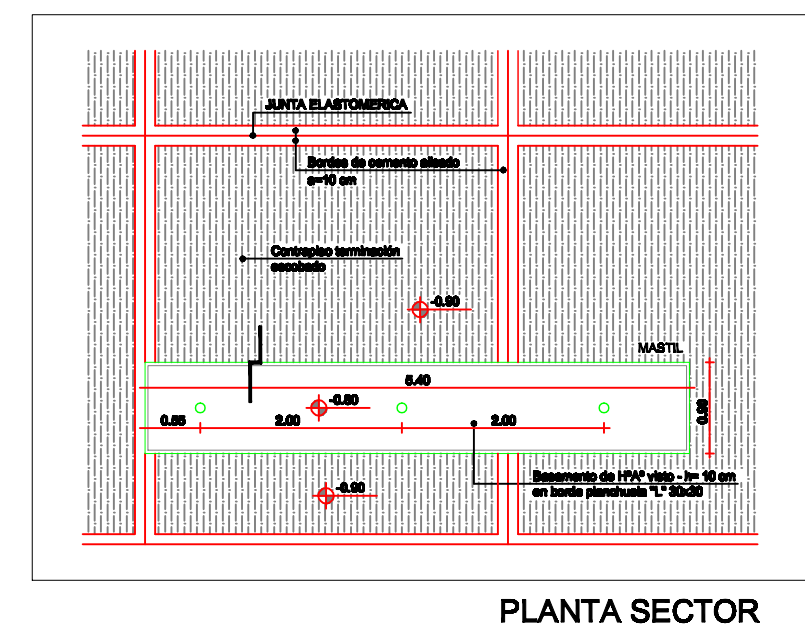 JUNTA ELASTOMERICA
Bordes de cemento alisado
a=10 cm
Contrapiso terminación
escobado
-0.90
MASTIL
5.40
-0.80
0.55
2.00
2.00
0.90
Basamento de HºAº visto - h= 10 cm
en borde planchuela "L" 30x30
-0.90
PLANTA SECTOR